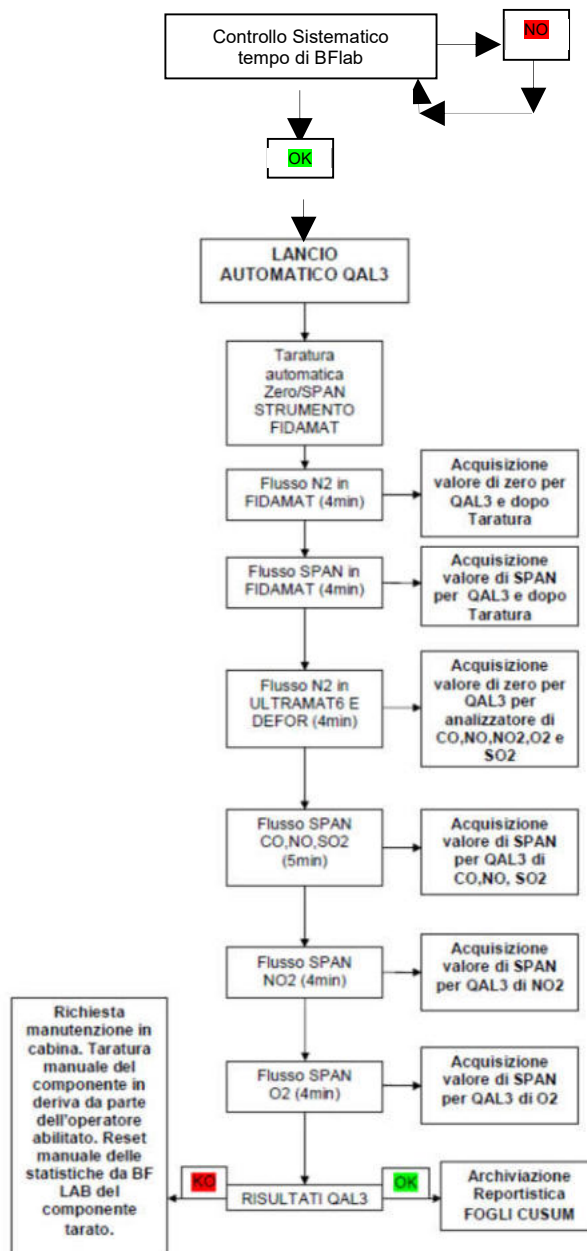 Controllo Sistematico
tempo di BFlab
NO
OK
LANCIO
AUTOMATICO QAL3
Taratura
automatica
Zero/SPAN
STRUMENTO
FIDAMAT
Flusso N2 in
FIDAMAT (4min)
Acquisizione
valore di zero per
QAL3 e dopo
Taratura
Flusso SPAN in
FIDAMAT (4min)
Acquisizione
valore di SPAN
per QAL3 e dopo
Taratura
Flusso N2 in
ULTRAMAT6 E
DEFOR (4min)
Acquisizione
valore di zero per
QAL3 per
analizzatore di
CO,NO,NO2,O2 e
SO2
Flusso SPAN
CO,NO,SO2
(5min)
Acquisizione
valore di SPAN
per QAL3 di
CO,NO, SO2
Flusso SPAN
NO2 (4min)
Acquisizione
valore di SPAN
per QAL3 di NO2
Flusso SPAN
O2 (4min)
Acquisizione
valore di SPAN
per QAL3 di O2
Richiesta
manutenzione in
cabina. Taratura
manuale del
componente in
deriva da parte
dell'operatore
abilitato. Reset
manuale delle
statistiche da BF
LAB del
componente
tarato.
KO
RISULTATI QAL3
OK
Archiviazione
Reportistica
FOGLI CUSUM